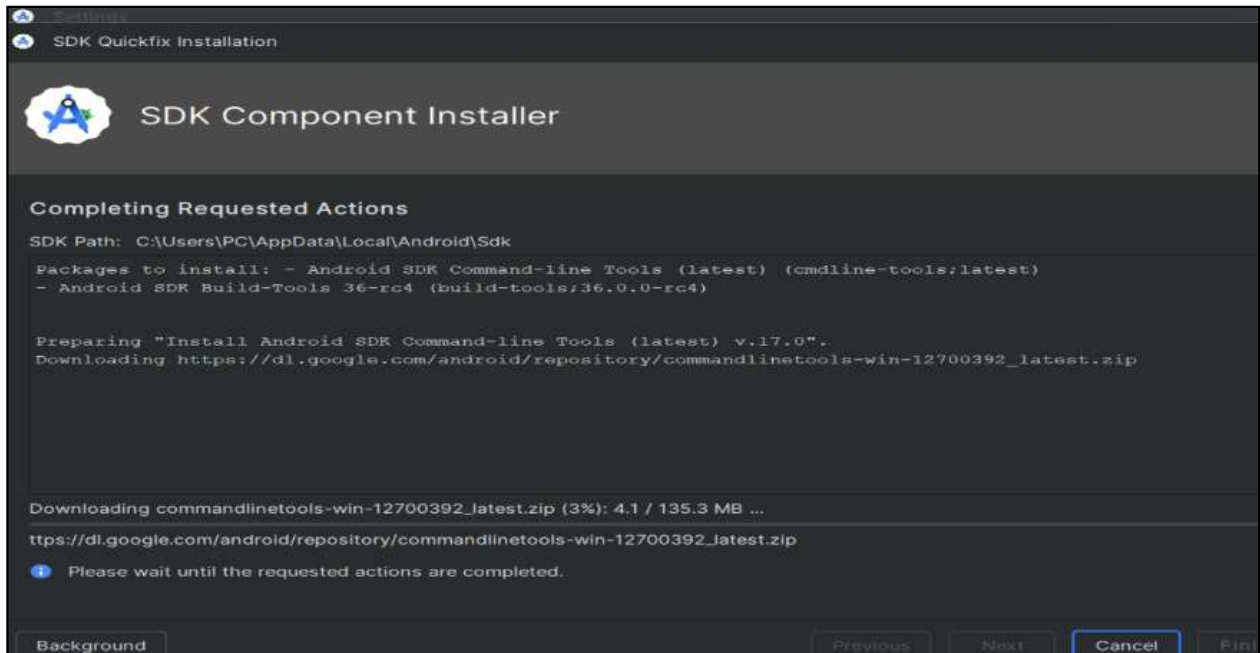 Settings
SDK Quickfix Installation
SDK Component Installer
Completing Requested Actions
SDK Path: C:\Users\PC\AppData\Local\Android\Sdk
Packages to install: - Android SDK Command-line Tools (latest) (cmdline-tools;latest)
- Android SDK Build-Tools 36-rc4 (build-tools;36.0.0-rc4)
Preparing "Install Android SDK Command-line Tools (latest) v.17.0".
Downloading https://dl.google.com/android/repository/commandlinetools-win-12700392_latest.zip
Downloading commandlinetools-win-12700392_latest.zip (3%): 4.1 / 135.3 MB ...
ttps://dl.google.com/android/repository/commandlinetools-win-12700392_latest.zip
Please wait until the requested actions are completed.
Background Previous Next Cancel Fini